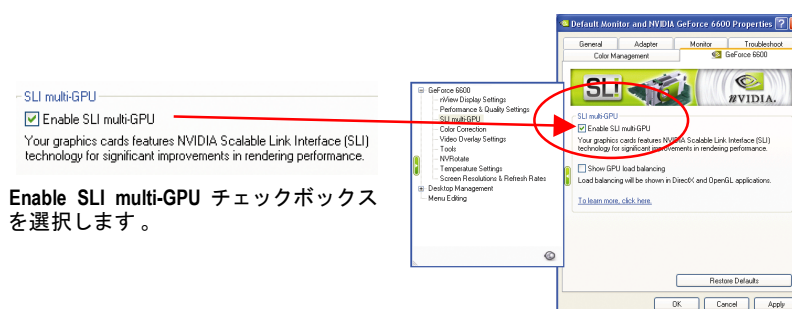 SLI multi-GPU
Enable SLI multi-GPU
Your graphics cards features NVIDIA Scalable Link Interface (SLI)
technology for significant improvements in rendering performance.
Enable SLI multi-GPU チェックボックス
を選択します。
GeForce 6600
nView Display Settings
Performance & Quality Settings
SLI multi-GPU
Color Correction
Video Overlay Settings
Tools
NVRotate
Temperature Settings
Screen Resolutions & Refresh Rates
Desktop Management
Menu Editing
Default Monitor and NVIDIA GeForce 6600 Properties
General Adapter Monitor Troubleshoot
Color Management GeForce 6600
SLI
NVIDIA.
SLI multi-GPU
Enable SLI multi-GPU
Your graphics cards features NVIDIA Scalable Link Interface (SLI)
technology for significant improvements in rendering performance.
Show GPU load balancing
Load balancing will be shown in DirectX and OpenGL applications.
To learn more, click here.
Restore Defaults
OK Cancel Apply